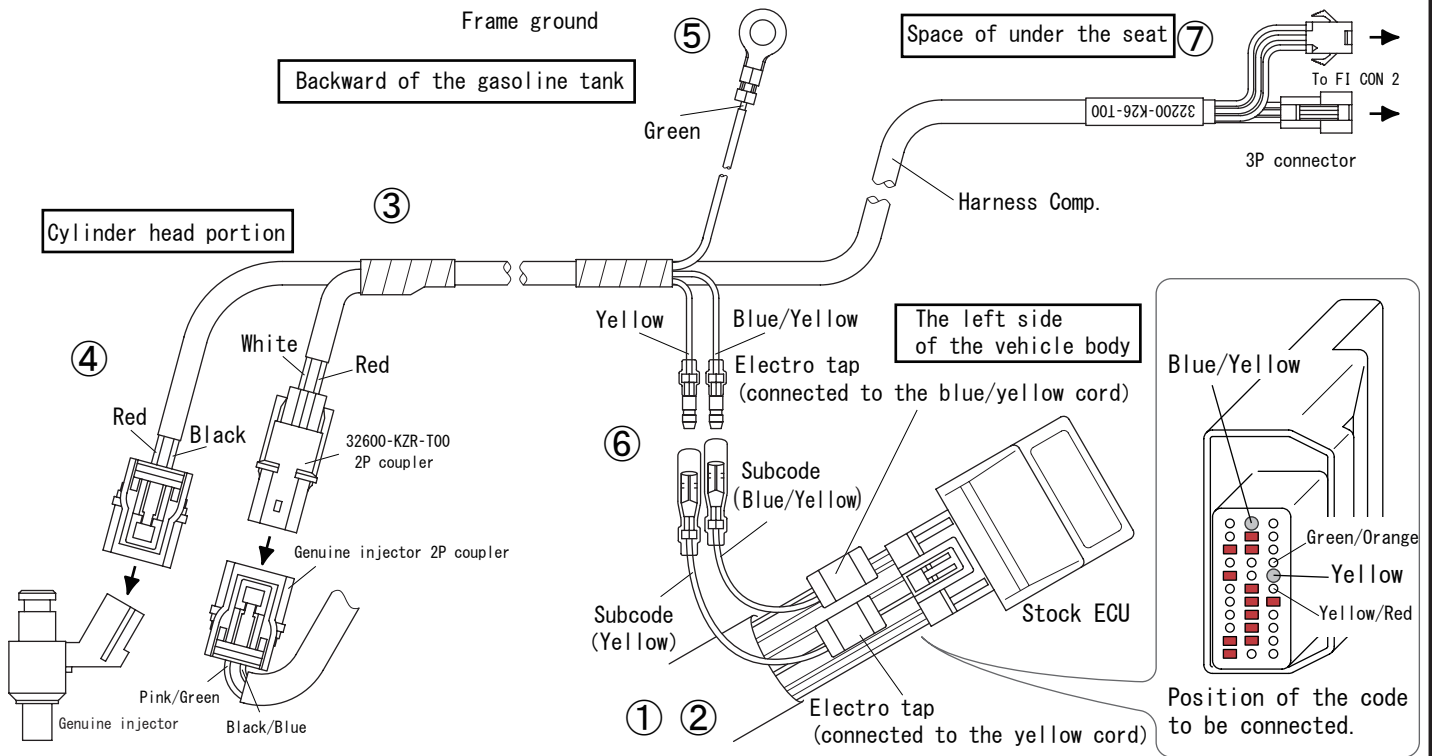 Frame ground
⑤
Space of under the seat
⑦
Backward of the gasoline tank
To FI CON 2
Green
32200-K26-T00
3P connector
③
Harness Comp.
Cylinder head portion
Yellow
Blue/Yellow
The left side
of the vehicle body
④
White
Red
Electro tap
(connected to the blue/yellow cord)
Blue/Yellow
Red
Black
32600-KZR-T00
2P coupler
⑥
Subcode
(Blue/Yellow)
Genuine injector 2P coupler
Green/Orange
Yellow
Subcode
(Yellow)
Stock ECU
Yellow/Red
Pink/Green
Genuine injector
Black/Blue
① ②
Electro tap
(connected to the yellow cord)
Position of the code
to be connected.